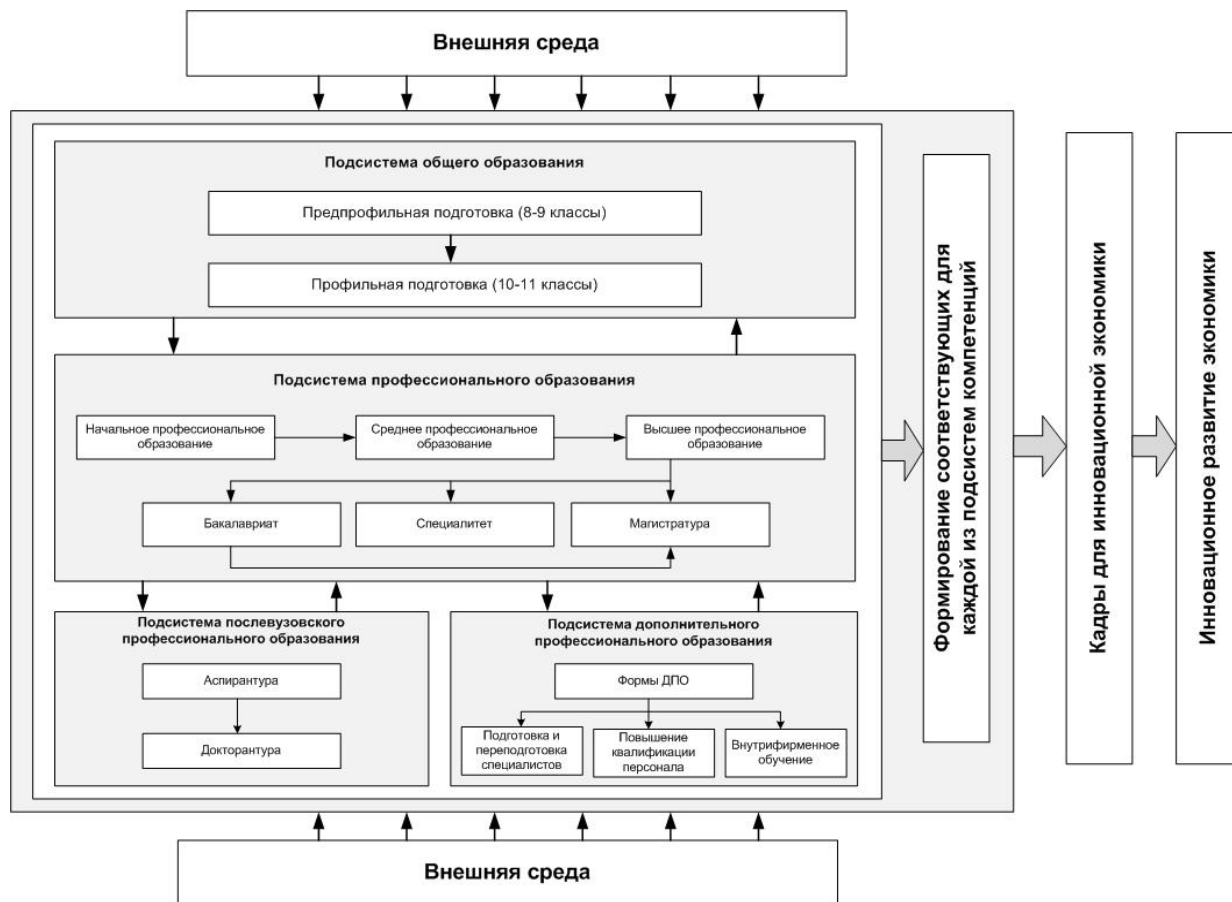 Внешняя среда
Подсистема общего образования
Предпрофильная подготовка (8-9 классы)
Профильная подготовка (10-11 классы)
Подсистема профессионального образования
Начальное профессиональное
образование
Среднее профессиональное
образование
Высшее профессиональное
образование
Бакалавриат
Специалитет
Магистратура
Подсистема послевузовского
профессионального образования
Аспирантура
Докторантура
Подсистема дополнительного
профессионального образования
Формы ДПО
Подготовка и
переподготовка
специалистов
Повышение
квалификации
персонала
Внутрифирменное
обучение
Формирование соответствующих для
каждой из подсистем компетенций
Кадры для инновационной экономики
Инновационное развитие экономики
Внешняя среда